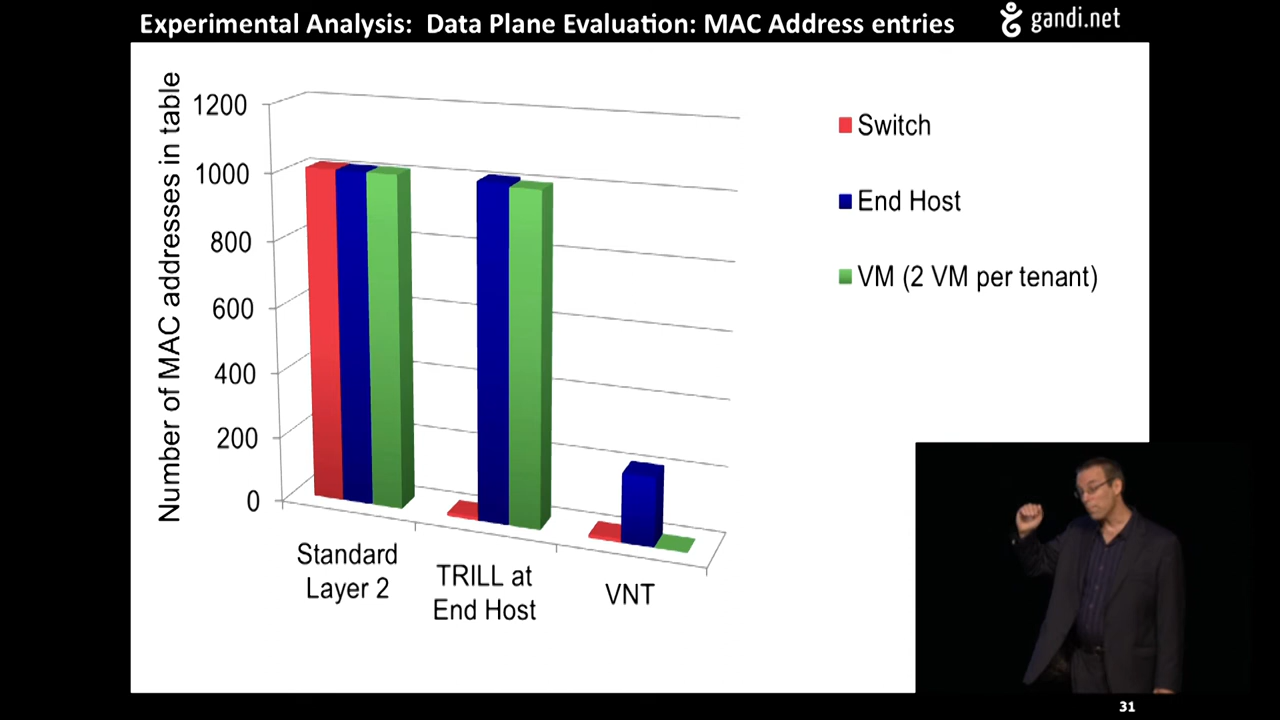 Experimental Analysis: Data Plane Evaluation: MAC Address entries
gandi.net
Number of MAC addresses in table
1200
1000
800
600
400
200
0
Standard
Layer 2
TRILL at
End Host
VNT
Switch
End Host
VM (2 VM per tenant)
31